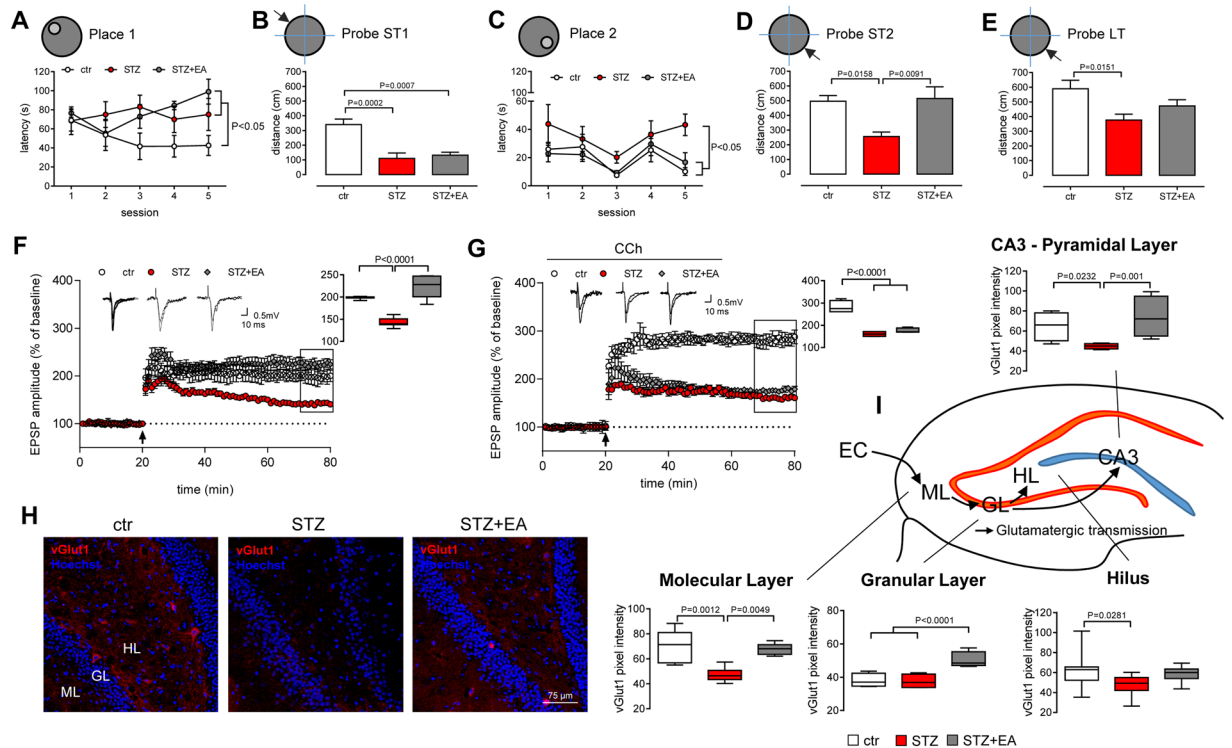 A
Place 1
ctr STZ STZ+EA
latency (s)
120
100
80
60
40
20
0
P<0.05
1 2 3 4 5
session
B
Probe ST1
distance (cm)
700
600
500
400
300
200
100
0
P=0.0007
P=0.0002
ctr STZ STZ+EA
C
Place 2
ctr STZ STZ+EA
latency (s)
120
100
80
60
40
20
0
P<0.05
1 2 3 4 5
session
D
Probe ST2
distance (cm)
700
600
500
400
300
200
100
0
P=0.0158 P=0.0091
ctr STZ STZ+EA
E
Probe LT
distance (cm)
700
600
500
400
300
200
100
0
P=0.0151
ctr STZ STZ+EA
F
ctr STZ STZ+EA
EPSP amplitude (% of baseline)
400
300
200
100
0.5mV
10 ms
P<0.0001
250
200
150
100
0 20 40 60 80
time (min)
G
CCh
ctr STZ STZ+EA
EPSP amplitude (% of baseline)
400
300
200
100
0.5mV
10 ms
P<0.0001
400
300
200
100
0 20 40 60 80
time (min)
CA3 - Pyramidal Layer
vGlut1 pixel intensity
120
100
80
60
40
20
P=0.0232 P=0.001
I
EC
ML
GL
HL
CA3
Glutamatergic transmission
H
ctr
STZ
STZ+EA
vGlut1
Hoechst
HL
GL
ML
vGlut1
Hoechst
vGlut1
Hoechst
75 µm
Molecular Layer
vGlut1 pixel intensity
100
80
60
40
20
P=0.0012 P=0.0049
Granular Layer
vGlut1 pixel intensity
80
60
40
20
P<0.0001
Hilus
vGlut1 pixel intensity
120
100
80
60
40
20
P=0.0281
ctr STZ STZ+EA